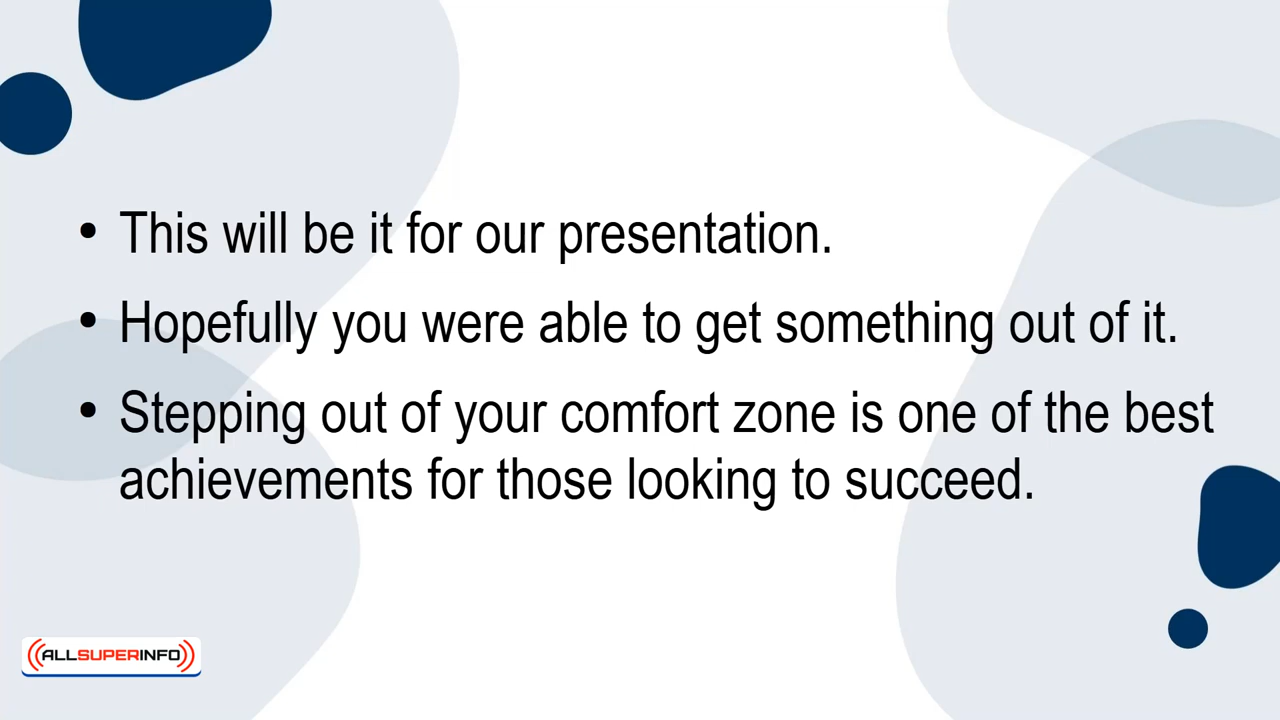 • This will be it for our presentation.
• Hopefully you were able to get something out of it.
• Stepping out of your comfort zone is one of the best
achievements for those looking to succeed.
((ALLSUPERINFO))